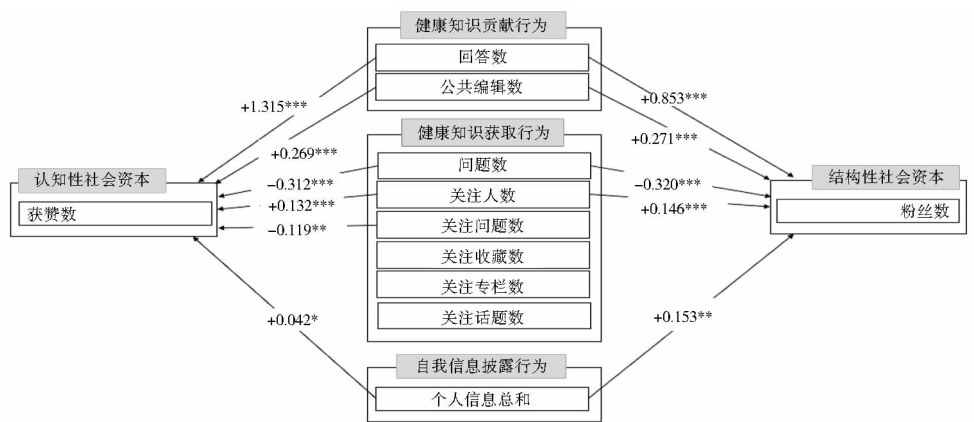 健康知识贡献行为
回答数
公共编辑数
+1.315***
+0.853***
+0.269***
+0.271***
健康知识获取行为
问题数
关注人数
关注问题数
关注收藏数
关注专栏数
关注话题数
认知性社会资本
获赞数
-0.312***
+0.132***
-0.119**
-0.320***
+0.146***
结构性社会资本
粉丝数
+0.042*
+0.153**
自我信息披露行为
个人信息总和